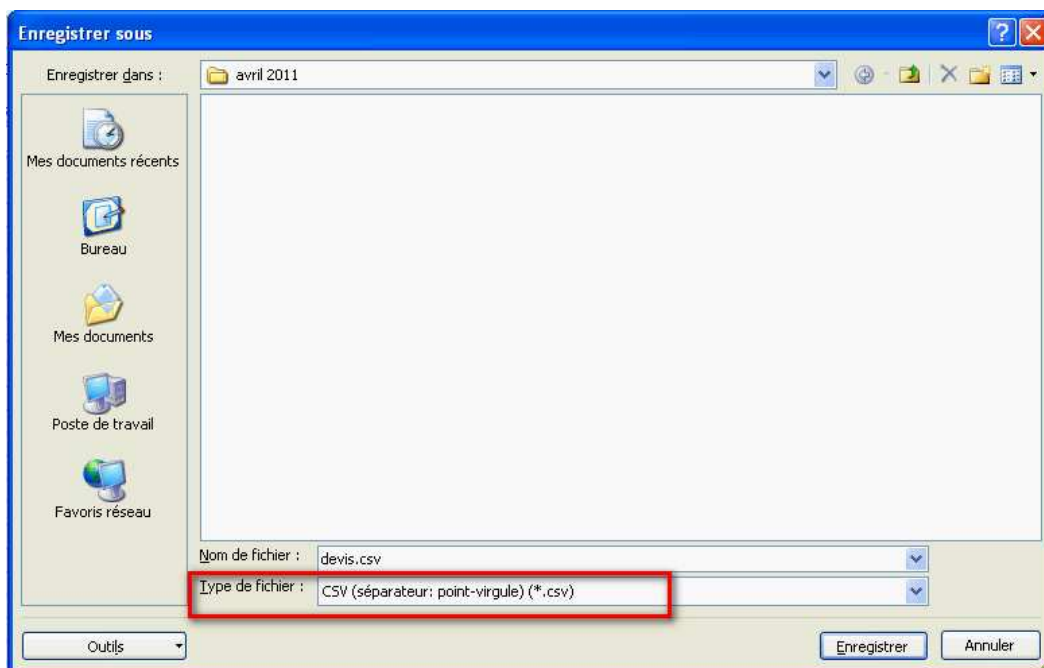 Enregistrer sous
Enregistrer dans :
avril 2011
Mes documents récents
Bureau
Mes documents
Poste de travail
Favoris réseau
Nom de fichier :
devis.csv
Type de fichier :
CSV (séparateur: point-virgule) (*.csv)
Outils
Enregistrer
Annuler